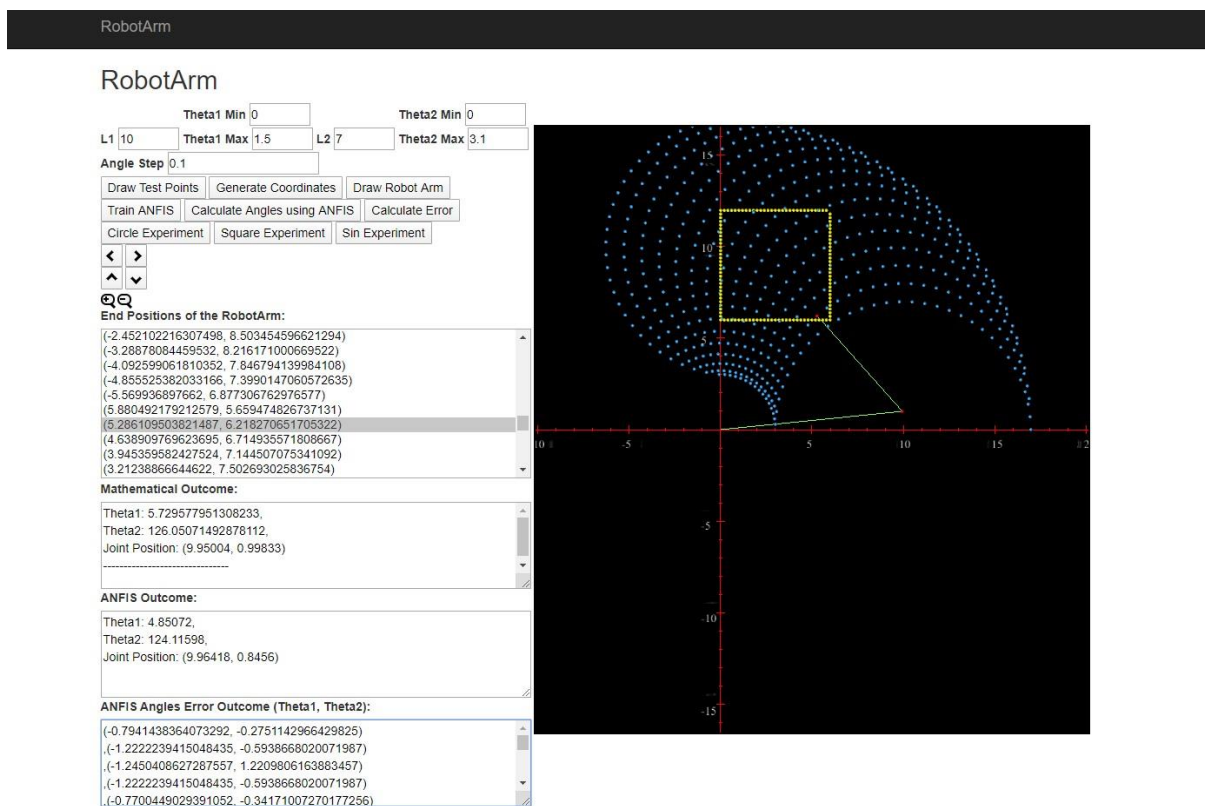 RobotArm
RobotArm
Theta1 Min 0 Theta2 Min 0
L1 10 Theta1 Max 1.5 L2 7 Theta2 Max 3.1
Angle Step 0.1
Draw Test Points Generate Coordinates Draw Robot Arm
Train ANFIS Calculate Angles using ANFIS Calculate Error
Circle Experiment Square Experiment Sin Experiment
End Positions of the RobotArm:
(-2.452102216307498, 8.503454596621294)
(-3.28878084459532, 8.216171000669522)
(-4.092599061810352, 7.846794139984108)
(-4.855525382033166, 7.3990147060572635)
(-5.569936897662, 6.877306762976577)
(5.880492179212579, 5.659474826737131)
(5.286109503821487, 6.218270651705322)
(4.638909769623695, 6.714935571808667)
(3.945359582427524, 7.144507075341092)
(3.21238866644622, 7.502693025836754)
Mathematical Outcome:
Theta1: 5.729577951308233,
Theta2: 126.05071492878112,
Joint Position: (9.95004, 0.99833)
-------------------------------
ANFIS Outcome:
Theta1: 4.85072,
Theta2: 124.11598,
Joint Position: (9.96418, 0.8456)
ANFIS Angles Error Outcome (Theta1, Theta2):
(-0.7941438364073292, -0.2751142966429825)
,(-1.2222239415048435, -0.5938668020071987)
,(-1.2450408627287557, 1.2209806163883457)
,(-1.2222239415048435, -0.5938668020071987)
,(-0.7700449029391052, -0.34171007270177256)
15
10
5
10 -5 5 10 15 2
-5
-10
-15